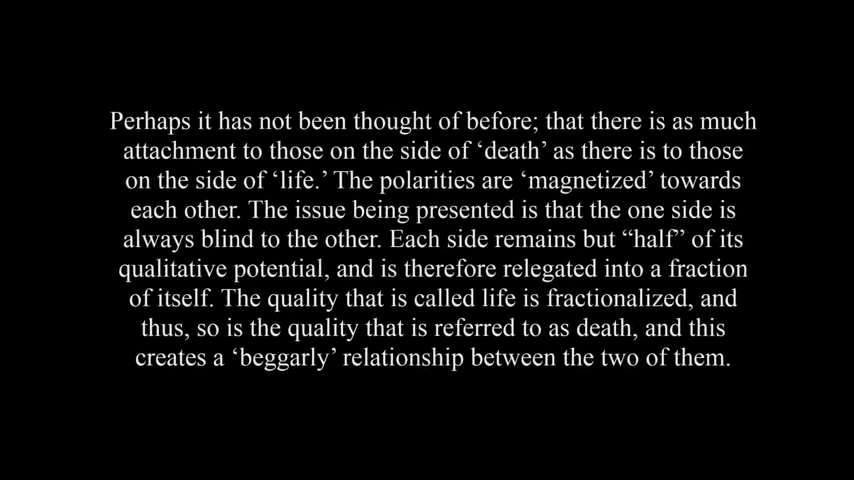 Perhaps it has not been thought of before; that there is as much
attachment to those on the side of ‘death’ as there is to those
on the side of ‘life.’ The polarities are ‘magnetized’ towards
each other. The issue being presented is that the one side is
always blind to the other. Each side remains but “half” of its
qualitative potential, and is therefore relegated into a fraction
of itself. The quality that is called life is fractionalized, and
thus, so is the quality that is referred to as death, and this
creates a ‘beggarly’ relationship between the two of them.